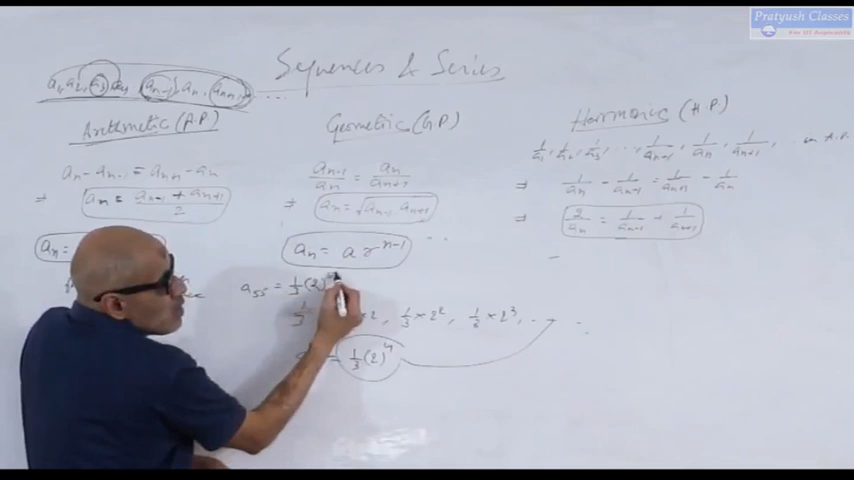 Pratyush Classes
For IIT Aspirants
Sequences & Series
a₁, a₂, a₃, a₄, ... aₙ₋₁, aₙ, aₙ₊₁, ....
Arithmetic (A.P)
aₙ - aₙ₋₁ = aₙ₊₁ - aₙ
⇒ aₙ = (aₙ₋₁ + aₙ₊₁)/2
aₙ =
Geometric (G.P)
aₙ₋₁/aₙ = aₙ/aₙ₊₁
⇒ aₙ = √aₙ₋₁ aₙ₊₁
aₙ = a rⁿ⁻¹
a₅₅ = 1/3 (2)
1/3 × 2², 1/3 × 2³, ....
= 1/3 (2)⁴
Harmonic (H.P)
1/a₁, 1/a₂, 1/a₃, ..., 1/aₙ₋₁, 1/aₙ, 1/aₙ₊₁, A.P.
⇒ 1/aₙ - 1/aₙ₋₁ = 1/aₙ₊₁ - 1/aₙ
⇒ 2/aₙ = 1/aₙ₋₁ + 1/aₙ₊₁